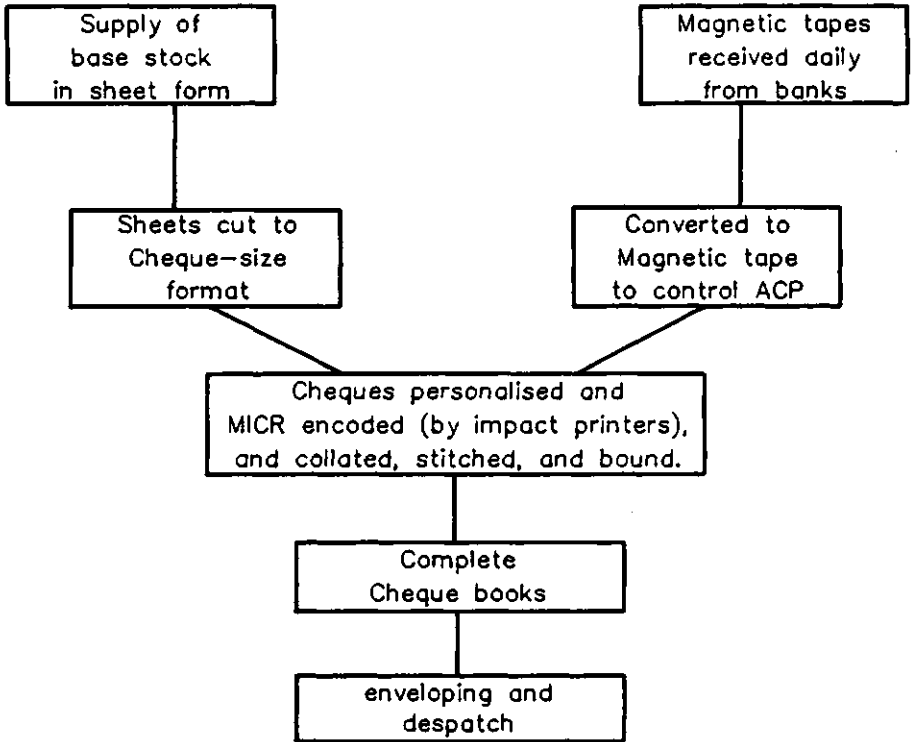 Supply of
base stock
in sheet form
Magnetic tapes
received daily
from banks
Sheets cut to
Cheque-size
format
Converted to
Magnetic tape
to control ACP
Cheques personalised and
MICR encoded (by impact printers),
and collated, stitched, and bound.
Complete
Cheque books
enveloping and
despatch